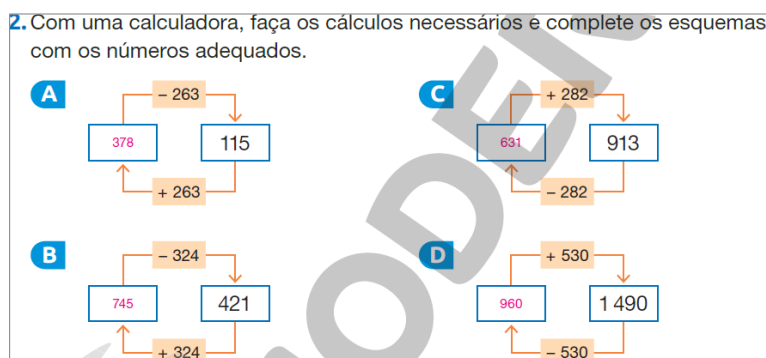 2. Com uma calculadora, faça os cálculos necessários e complete os esquemas
com os números adequados.
A
− 263
378
115
+ 263
C
+ 282
631
913
− 282
B
− 324
745
421
+ 324
D
+ 530
960
1 490
− 530